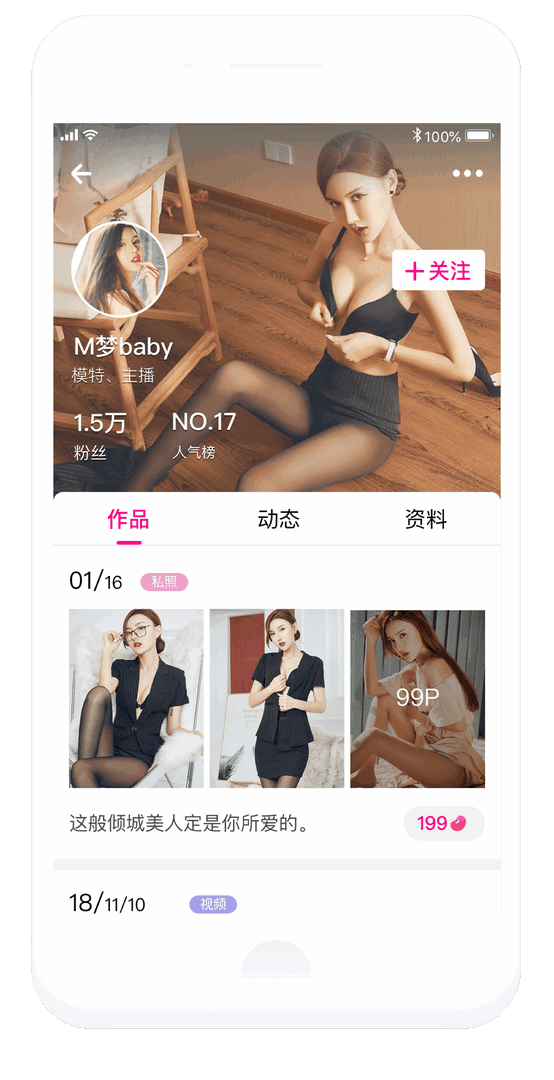 100%
+关注
M梦baby
模特、主播
1.5万 NO.17
粉丝 人气榜
作品 动态 资料
01/16 私照
99P
这般倾城美人定是你所爱的。 199
18/11/10 视频